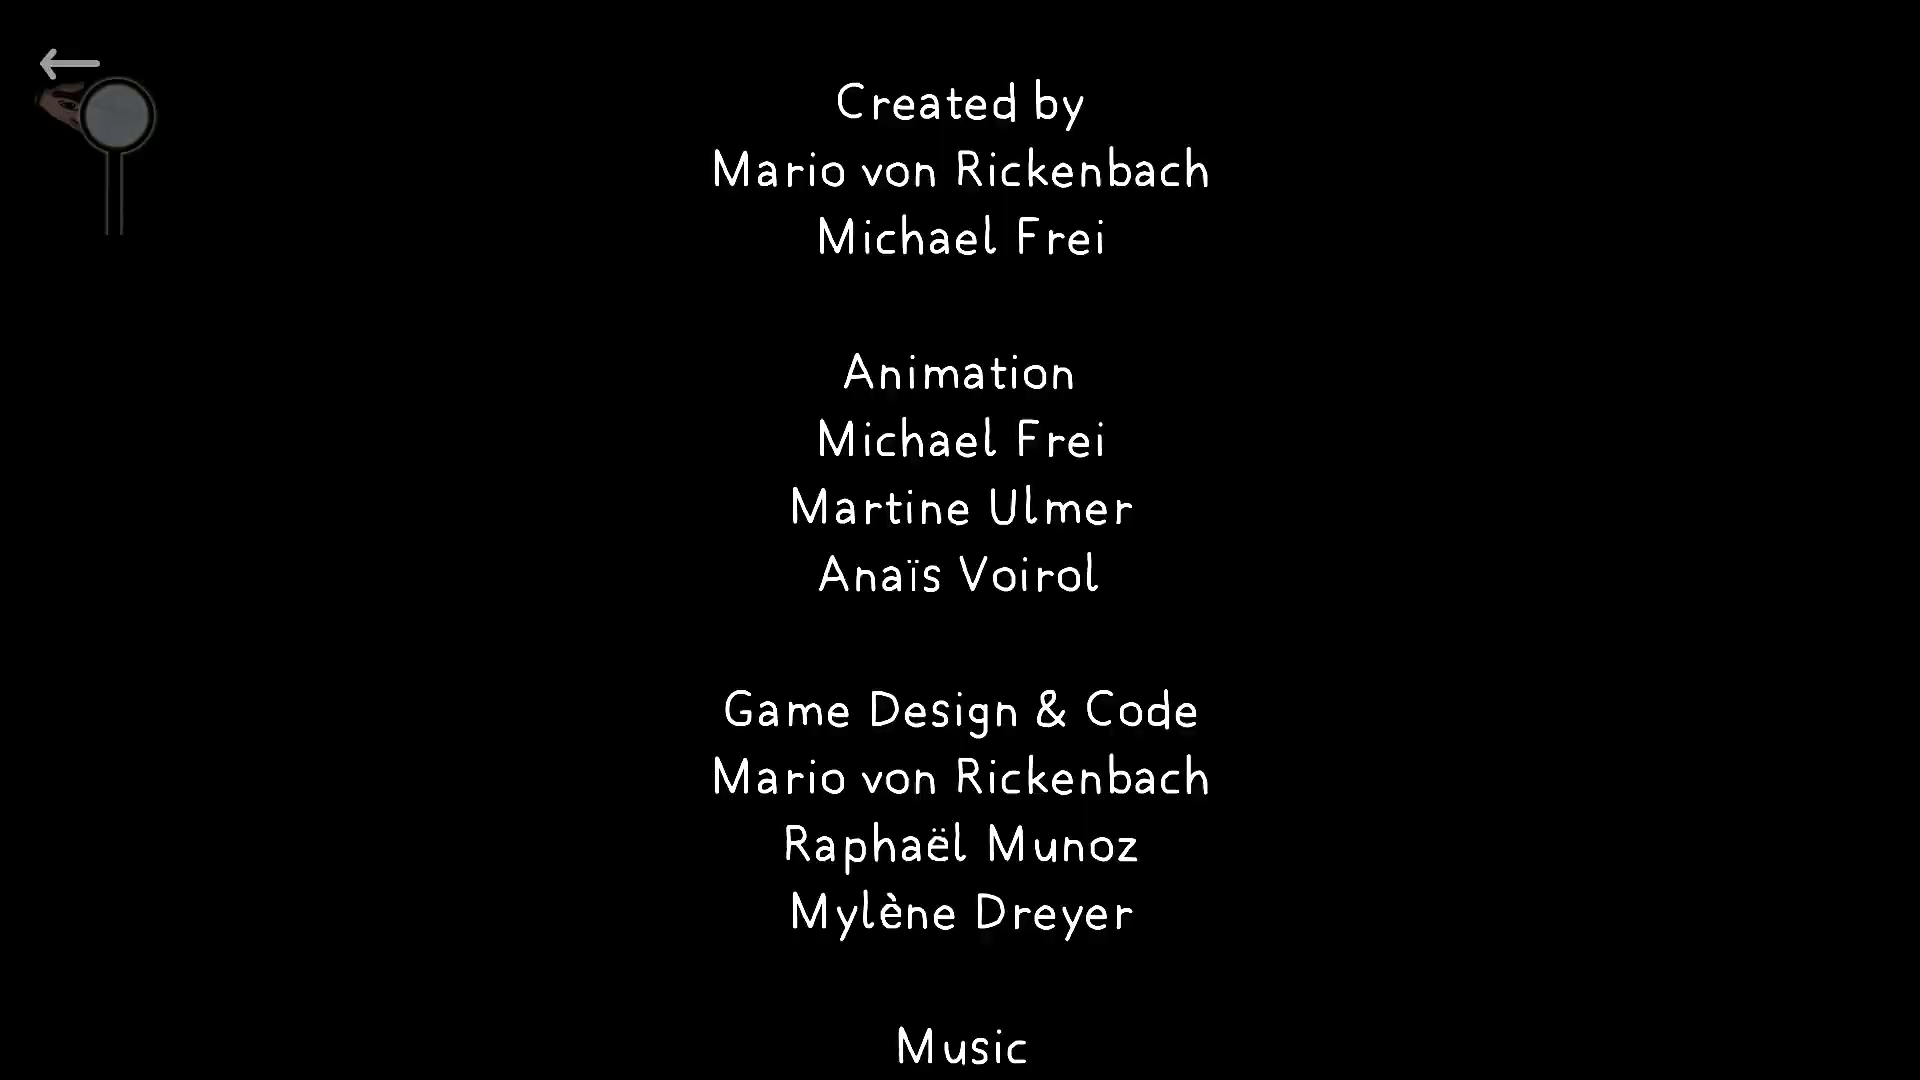 Created by
Mario von Rickenbach
Michael Frei
Animation
Michael Frei
Martine Ulmer
Anaïs Voirol
Game Design & Code
Mario von Rickenbach
Raphaël Munoz
Mylène Dreyer
Music